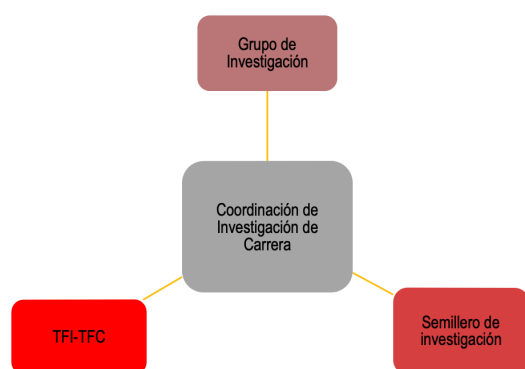 Grupo de
Investigación
Coordinación de
Investigación de
Carrera
TFI-TFC
Semillero de
investigación